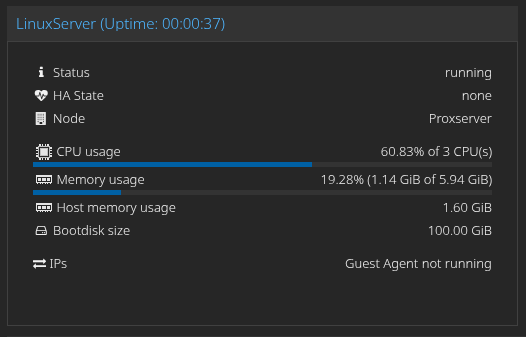 LinuxServer (Uptime: 00:00:37)
Status running
HA State none
Node Proxserver
CPU usage 60.83% of 3 CPU(s)
Memory usage 19.28% (1.14 GiB of 5.94 GiB)
Host memory usage 1.60 GiB
Bootdisk size 100.00 GiB
IPs Guest Agent not running